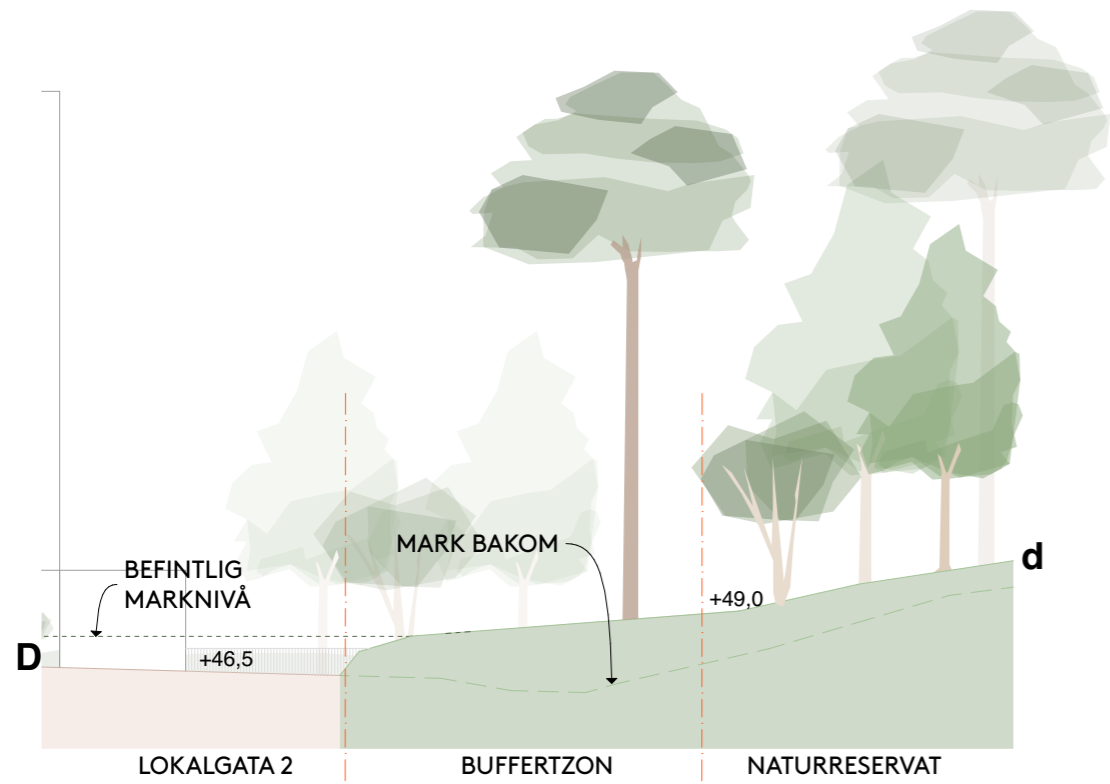 MARK BAKOM
BEFINTLIG
MARKNIVÅ
d
+49,0
D
+46,5
LOKALGATA 2
BUFFERTZON
NATURRESERVAT